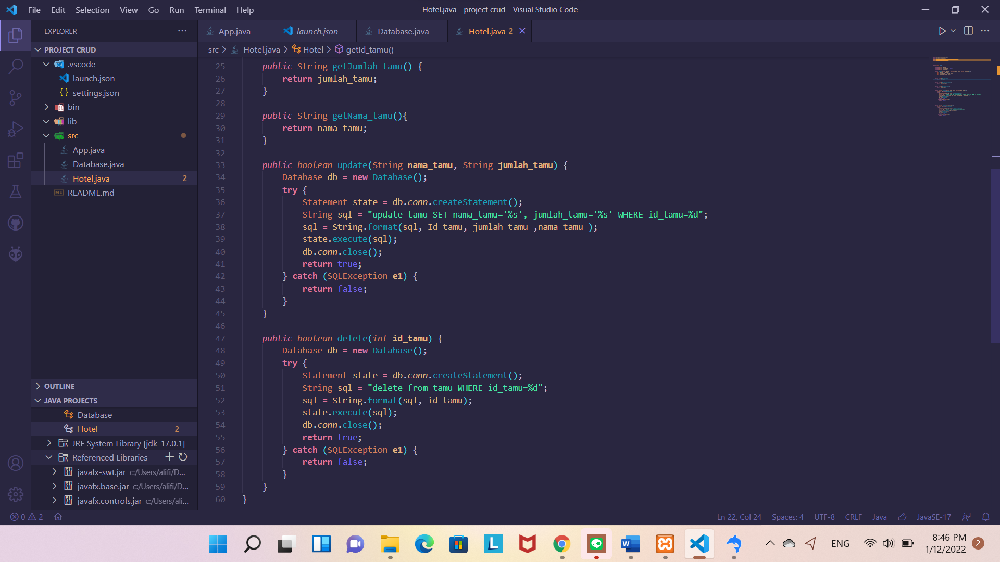 File Edit Selection View Go Run Terminal Help
Hotel.java - project crud - Visual Studio Code
EXPLORER
App.java
launch.json
Database.java
Hotel.java 2
PROJECT CRUD
src > Hotel.java > Hotel > getId_tamu()
.vscode
launch.json
settings.json
bin
lib
src
App.java
Database.java
Hotel.java 2
README.md
OUTLINE
JAVA PROJECTS
Database
Hotel 2
JRE System Library [jdk-17.0.1]
Referenced Libraries
javafx-swt.jar c:/Users/alifi/D...
javafx.base.jar c:/Users/alifi/D...
javafx.controls.jar c:/Users/ali...
25 public String getJumlah_tamu() {
26 return jumlah_tamu;
27 }
28
29 public String getNama_tamu(){
30 return nama_tamu;
31 }
32
33 public boolean update(String nama_tamu, String jumlah_tamu) {
34 Database db = new Database();
35 try {
36 Statement state = db.conn.createStatement();
37 String sql = "update tamu SET nama_tamu='%s', jumlah_tamu='%s' WHERE id_tamu=%d";
38 sql = String.format(sql, Id_tamu, jumlah_tamu ,nama_tamu );
39 state.execute(sql);
40 db.conn.close();
41 return true;
42 } catch (SQLException e1) {
43 return false;
44 }
45 }
46
47 public boolean delete(int id_tamu) {
48 Database db = new Database();
49 try {
50 Statement state = db.conn.createStatement();
51 String sql = "delete from tamu WHERE id_tamu=%d";
52 sql = String.format(sql, id_tamu);
53 state.execute(sql);
54 db.conn.close();
55 return true;
56 } catch (SQLException e1) {
57 return false;
58 }
59 }
60 }
0 2
Ln 22, Col 24 Spaces: 4 UTF-8 CRLF Java JavaSE-17
ENG
8:46 PM
1/12/2022
2